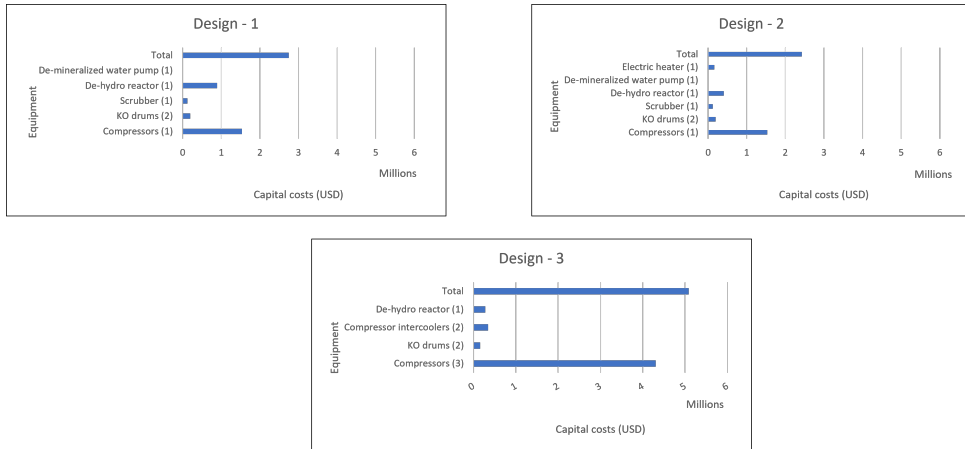 Design - 1
Total
De-mineralized water pump (1)
De-hydro reactor (1)
Scrubber (1)
KO drums (2)
Compressors (1)
Equipment
0 1 2 3 4 5 6
Millions
Capital costs (USD)
Design - 2
Total
Electric heater (1)
De-mineralized water pump (1)
De-hydro reactor (1)
Scrubber (1)
KO drums (2)
Compressors (1)
Equipment
0 1 2 3 4 5 6
Millions
Capital costs (USD)
Design - 3
Total
De-hydro reactor (1)
Compressor intercoolers (2)
KO drums (2)
Compressors (3)
Equipment
0 1 2 3 4 5 6
Millions
Capital costs (USD)